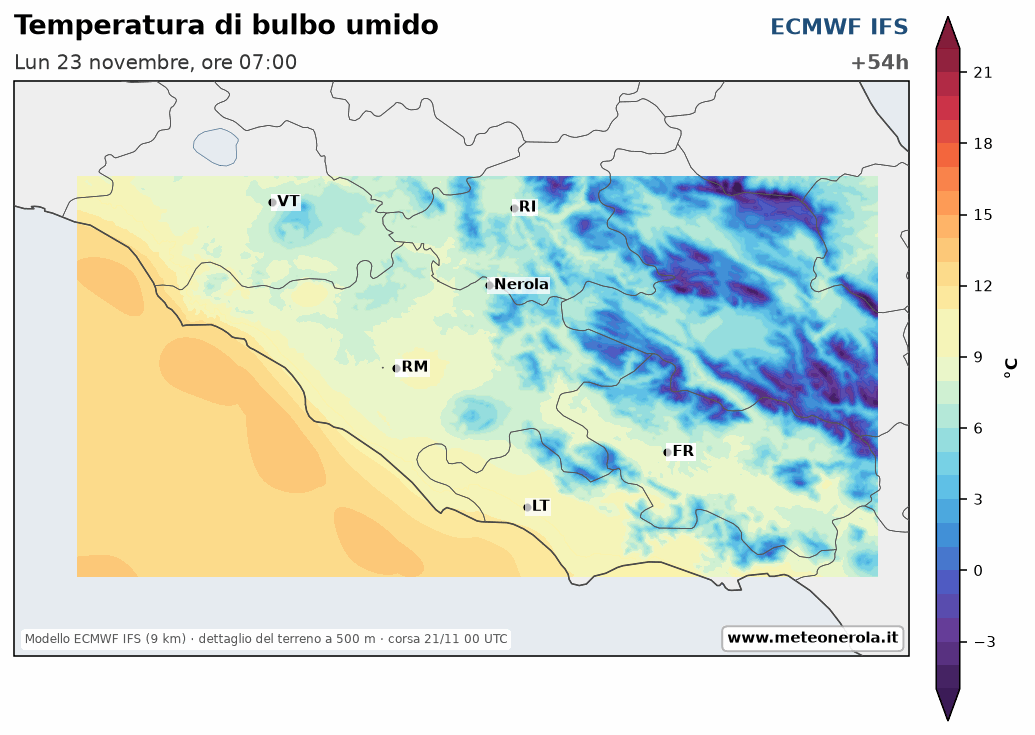 Temperatura di bulbo umido
ECMWF IFS
Lun 23 novembre, ore 07:00
+54h
VT
RI
Nerola
RM
FR
LT
21
18
15
12
9
6
3
0
−3
°C
Modello ECMWF IFS (9 km) · dettaglio del terreno a 500 m · corsa 21/11 00 UTC
www.meteonerola.it